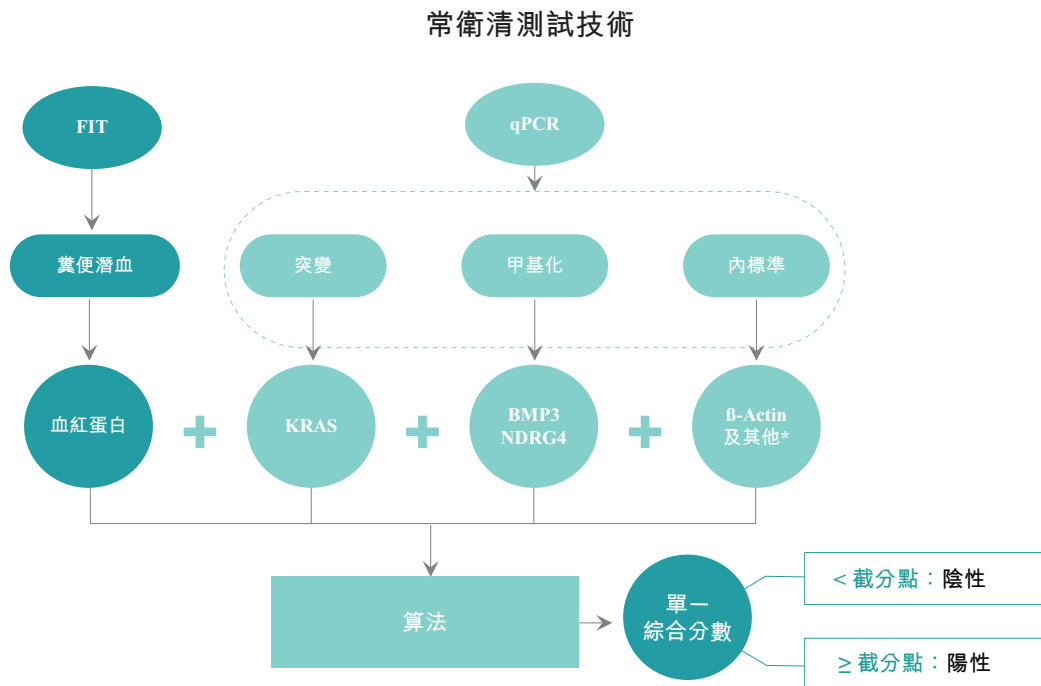 常衛清測試技術
FIT
qPCR
糞便潛血
突變
甲基化
內標準
血紅蛋白
KRAS
BMP3
NDRG4
ß-Actin
及其他*
算法
單一
綜合分數
< 截分點：陰性
≥ 截分點：陽性